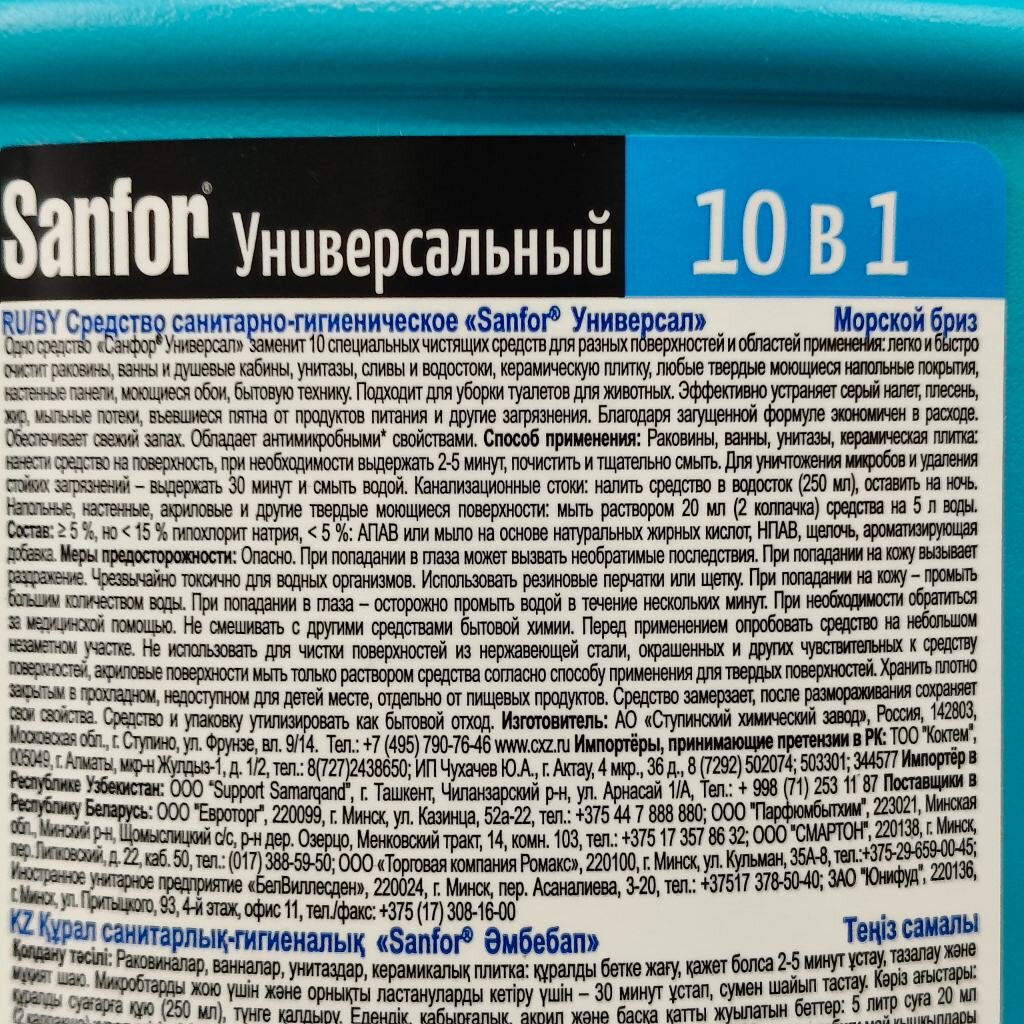 Sanfor® Универсальный 10 в 1
RU/BY Средство санитарно-гигиеническое «Sanfor® Универсал» Морской бриз
Одно средство «Санфор® Универсал» заменит 10 специальных чистящих средств для разных поверхностей и областей применения: легко и быстро
очистит раковины, ванны и душевые кабины, унитазы, сливы и водостоки, керамическую плитку, любые твердые моющиеся напольные покрытия,
настенные панели, моющиеся обои, бытовую технику. Подходит для уборки туалетов для животных. Эффективно устраняет серый налет, плесень,
жир, мыльные потеки, въевшиеся пятна от продуктов питания и другие загрязнения. Благодаря загущенной формуле экономичен в расходе.
Обеспечивает свежий запах. Обладает антимикробными* свойствами. Способ применения: Раковины, ванны, унитазы, керамическая плитка:
нанести средство на поверхность, при необходимости выдержать 2-5 минут, почистить и тщательно смыть. Для уничтожения микробов и удаления
стойких загрязнений – выдержать 30 минут и смыть водой. Канализационные стоки: налить средство в водосток (250 мл), оставить на ночь.
Напольные, настенные, акриловые и другие твердые моющиеся поверхности: мыть раствором 20 мл (2 колпачка) средства на 5 л воды.
Состав: ≥ 5 %, но < 15 % гипохлорит натрия, < 5 %: АПАВ или мыло на основе натуральных жирных кислот, НПАВ, щелочь, ароматизирующая
добавка. Меры предосторожности: Опасно. При попадании в глаза может вызвать необратимые последствия. При попадании на кожу вызывает
раздражение. Чрезвычайно токсично для водных организмов. Использовать резиновые перчатки или щетку. При попадании на кожу – промыть
большим количеством воды. При попадании в глаза – осторожно промыть водой в течение нескольких минут. При необходимости обратиться
за медицинской помощью. Не смешивать с другими средствами бытовой химии. Перед применением опробовать средство на небольшом
незаметном участке. Не использовать для чистки поверхностей из нержавеющей стали, окрашенных и других чувствительных к средству
поверхностей, акриловые поверхности мыть только раствором средства согласно способу применения для твердых поверхностей. Хранить плотно
закрытым в прохладном, недоступном для детей месте, отдельно от пищевых продуктов. Средство замерзает, после размораживания сохраняет
свои свойства. Средство и упаковку утилизировать как бытовой отход. Изготовитель: АО «Ступинский химический завод», Россия, 142803,
Московская обл., г. Ступино, ул. Фрунзе, вл. 9/14. Тел.: +7 (495) 790-76-46 www.cxz.ru Импортёры, принимающие претензии в РК: ТОО "Коктем",
005049, г. Алматы, мкр-н Жулдыз-1, д. 1/2, тел.: 8(727)2438650; ИП Чухачев Ю.А., г. Актау, 4 мкр., 36 д., 8 (7292) 502074; 503301; 344577 Импортёр в
Республике Узбекистан: ООО "Support Samarqand", г. Ташкент, Чиланзарский р-н, ул. Арнасай 1/А, Тел.: + 998 (71) 253 11 87 Поставщики в
Республику Беларусь: ООО "Евроторг", 220099, г. Минск, ул. Казинца, 52а-22, тел.: +375 44 7 888 880; ООО "Парфюмбытхим", 223021, Минская
обл., Минский р-н, Щомыслицкий с/с, р-н дер. Озерцо, Менковский тракт, 14, комн. 103, тел.: +375 17 357 86 32; ООО "СМАРТОН", 220138, г. Минск,
пер. Липковский, д. 22, каб. 50, тел.: (017) 388-59-50; ООО «Торговая компания Ромакс», 220100, г. Минск, ул. Кульман, 35А-8, тел.:+375-29-659-00-45;
Иностранное унитарное предприятие «БелВиллесден», 220024, г. Минск, пер. Асаналиева, 3-20, тел.: +37517 378-50-40; ЗАО "Юнифуд", 220136,
г. Минск, ул. Притыцкого, 93, 4-й этаж, офис 11, тел./факс: +375 (17) 308-16-00
KZ Құрал санитарлық-гигиеналық «Sanfor® Әмбебап» Теңіз самалы
Қолдану тәсілі: Раковиналар, ванналар, унитаздар, керамикалық плитка: құралды бетке жағу, қажет болса 2-5 минут ұстау, тазалау және
мұқият шаю. Микробтарды жою үшін және орнықты ластануларды кетіру үшін – 30 минут ұстап, сумен шайып тастау. Кәріз ағыстары:
құралды суағарға құю (250 мл), түнге қалдыру. Едендік, қабырғалық, акрил және басқа қатты жуылатын беттер: 5 литр суға 20 мл
қышқылдары